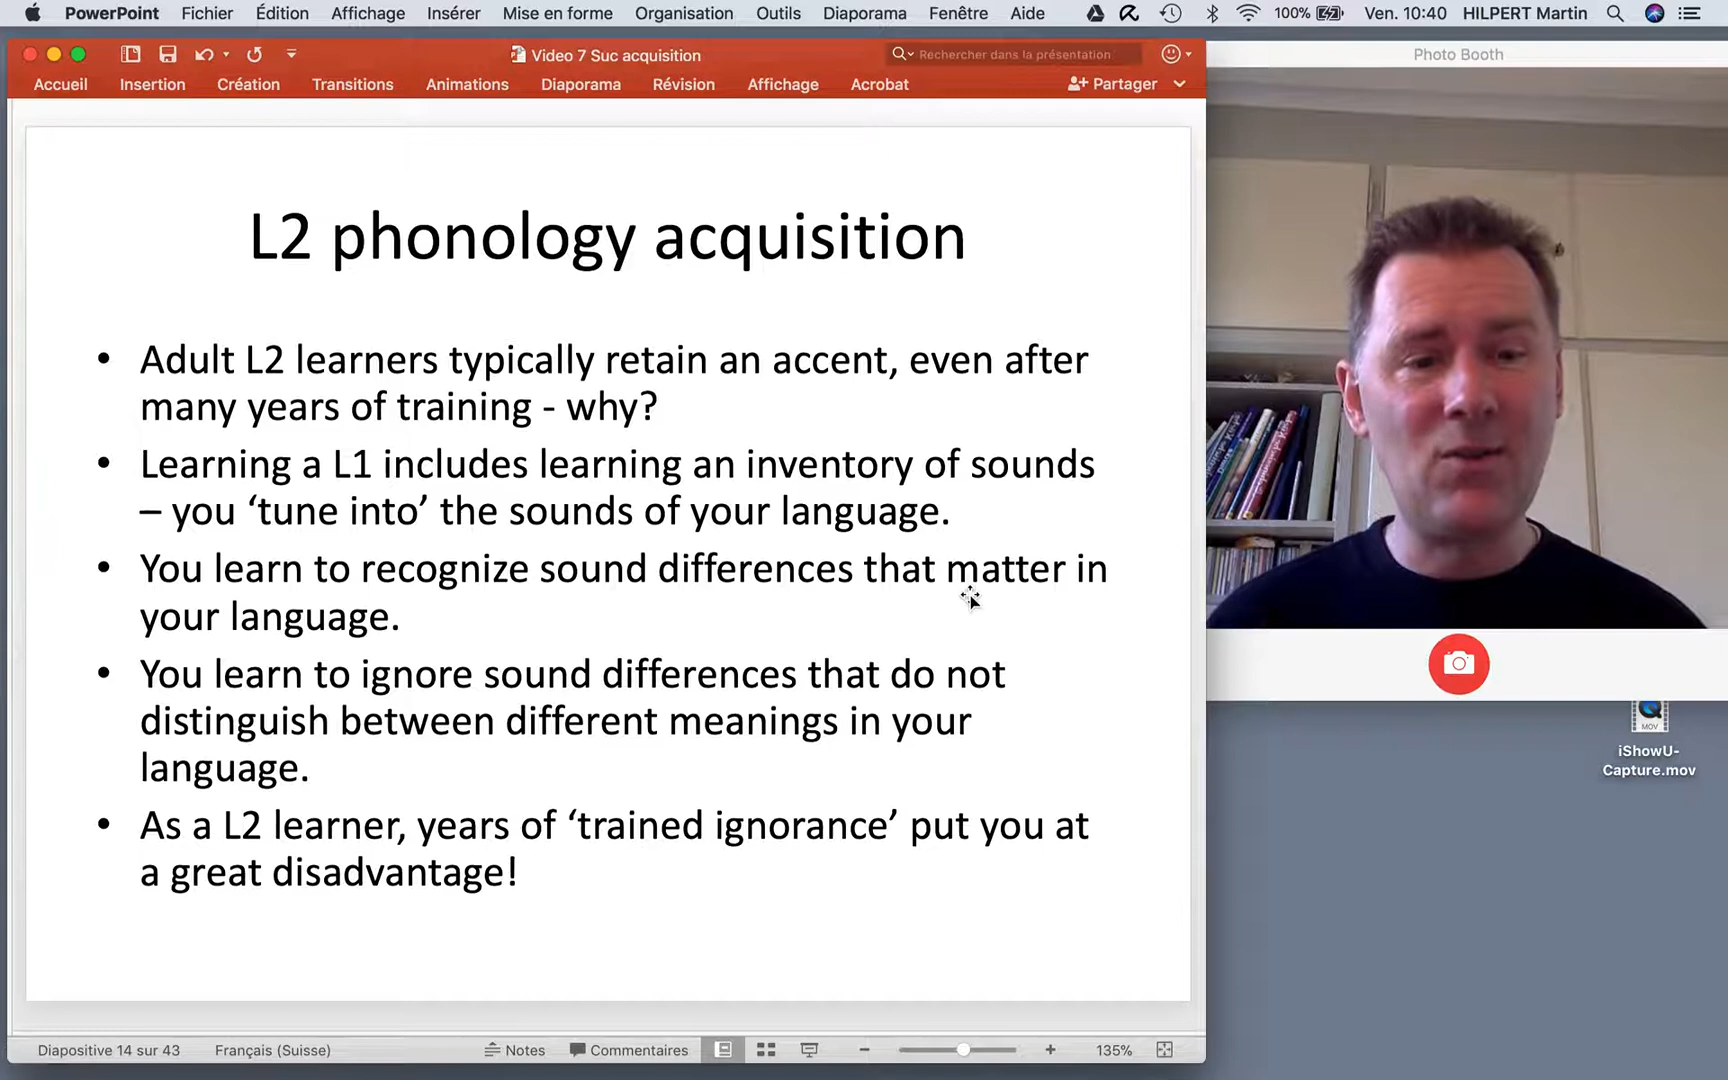 PowerPoint Fichier Édition Affichage Insérer Mise en forme Organisation Outils Diaporama Fenêtre Aide 100% Ven. 10:40 HILPERT Martin
Video 7 Suc acquisition
Rechercher dans la présentation
Accueil Insertion Création Transitions Animations Diaporama Révision Affichage Acrobat Partager
Photo Booth
L2 phonology acquisition
• Adult L2 learners typically retain an accent, even after
many years of training - why?
• Learning a L1 includes learning an inventory of sounds
– you ‘tune into’ the sounds of your language.
• You learn to recognize sound differences that matter in
your language.
• You learn to ignore sound differences that do not
distinguish between different meanings in your
language.
• As a L2 learner, years of ‘trained ignorance’ put you at
a great disadvantage!
MOV
iShowU-
Capture.mov
Diapositive 14 sur 43 Français (Suisse) Notes Commentaires 135%